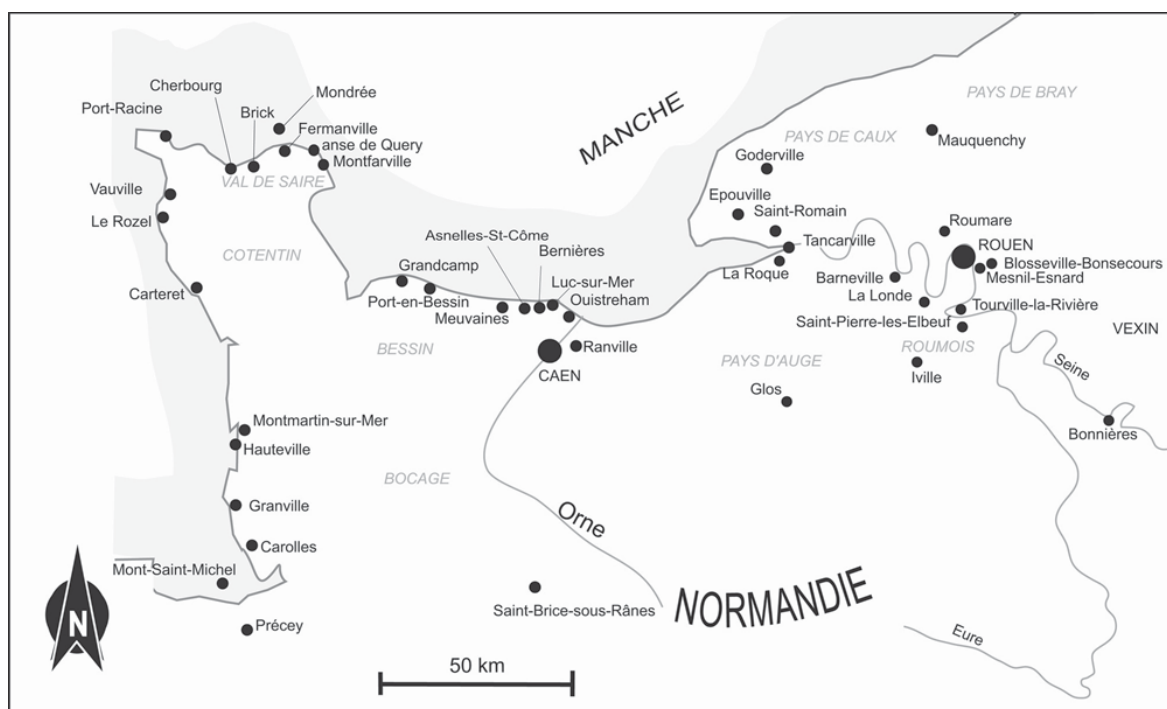 Cherbourg
Mondrée
Port-Racine
Brick
Fermanville
anse de Query
Montfarville
VAL DE SAIRE
Vauville
Le Rozel
COTENTIN
Carteret
MANCHE
PAYS DE BRAY
PAYS DE CAUX
Mauquenchy
Goderville
Epouville
Saint-Romain
Roumare
Tancarville
ROUEN
La Roque
Blosseville-Bonsecours
Mesnil-Esnard
Barneville
La Londe
Tourville-la-Rivière
Saint-Pierre-les-Elbeuf
VEXIN
ROUMOIS
Iville
Seine
Bonnières
Asnelles-St-Côme
Bernières
Grandcamp
Luc-sur-Mer
Port-en-Bessin
Ouistreham
Meuvaines
BESSIN
Ranville
CAEN
PAYS D'AUGE
Glos
Montmartin-sur-Mer
Hauteville
BOCAGE
Granville
Orne
Carolles
Mont-Saint-Michel
Saint-Brice-sous-Rânes
NORMANDIE
Précey
N
Eure
50 km